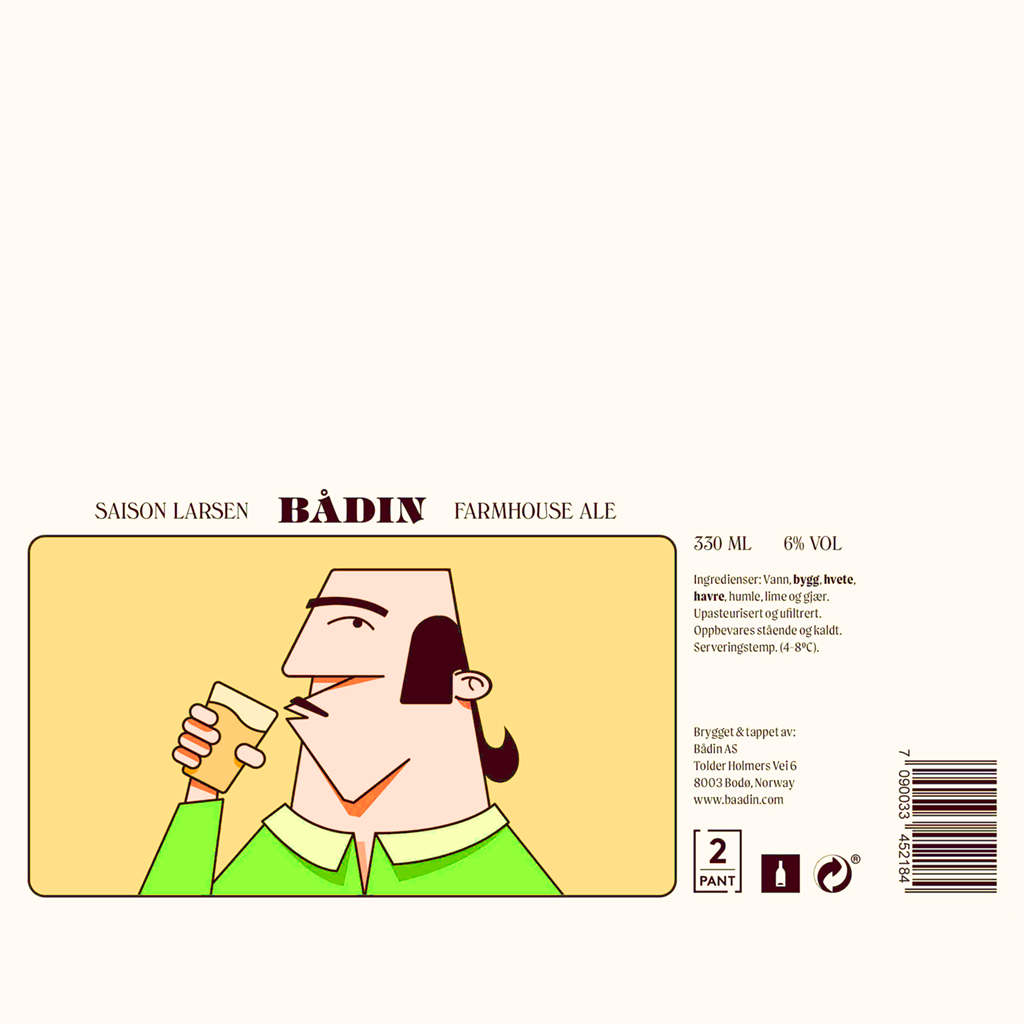 SAISON LARSEN BÅDIN FARMHOUSE ALE
330 ML 6% VOL
Ingredienser: Vann, bygg, hvete,
havre, humle, lime og gjær.
Upasteurisert og ufiltrert.
Oppbevares stående og kaldt.
Serveringstemp. (4-8ºC).
Brygget & tappet av:
Bådin AS
Tolder Holmers Vei 6
8003 Bodø, Norway
www.baadin.com
2
PANT
®
7 090033 452184